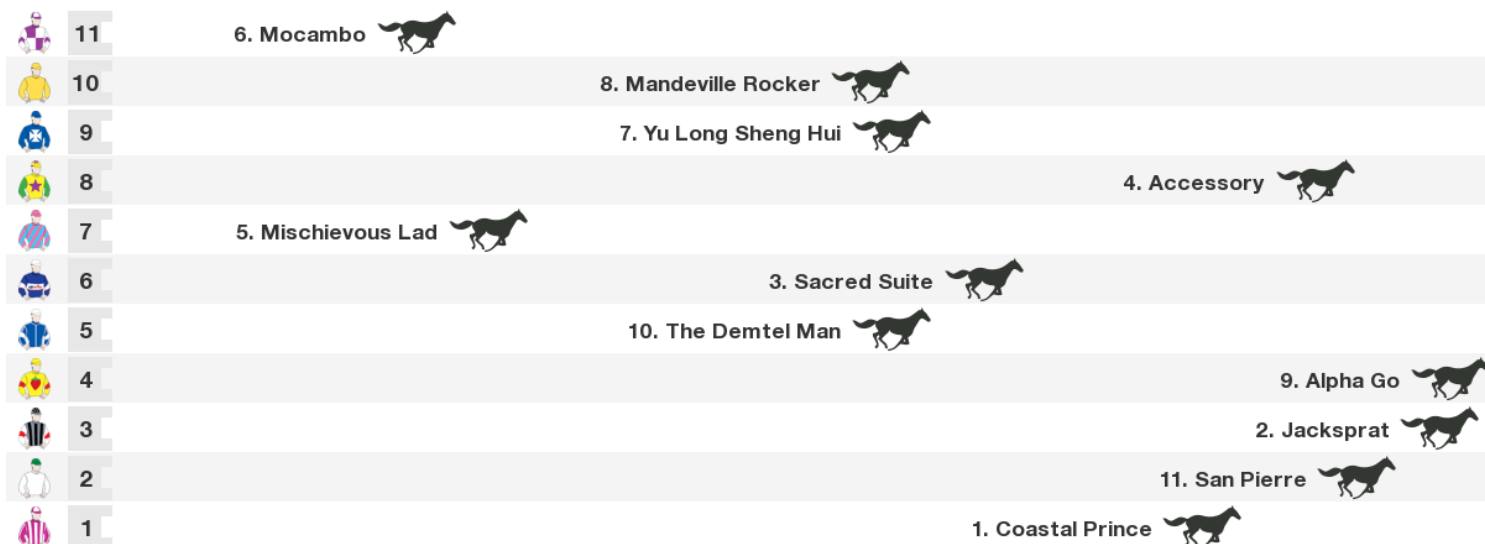 11 6. Mocambo
10 8. Mandeville Rocker
9 7. Yu Long Sheng Hui
8 4. Accessory
7 5. Mischievous Lad
6 3. Sacred Suite
5 10. The Demtel Man
4 9. Alpha Go
3 2. Jacksprat
2 11. San Pierre
1 1. Coastal Prince